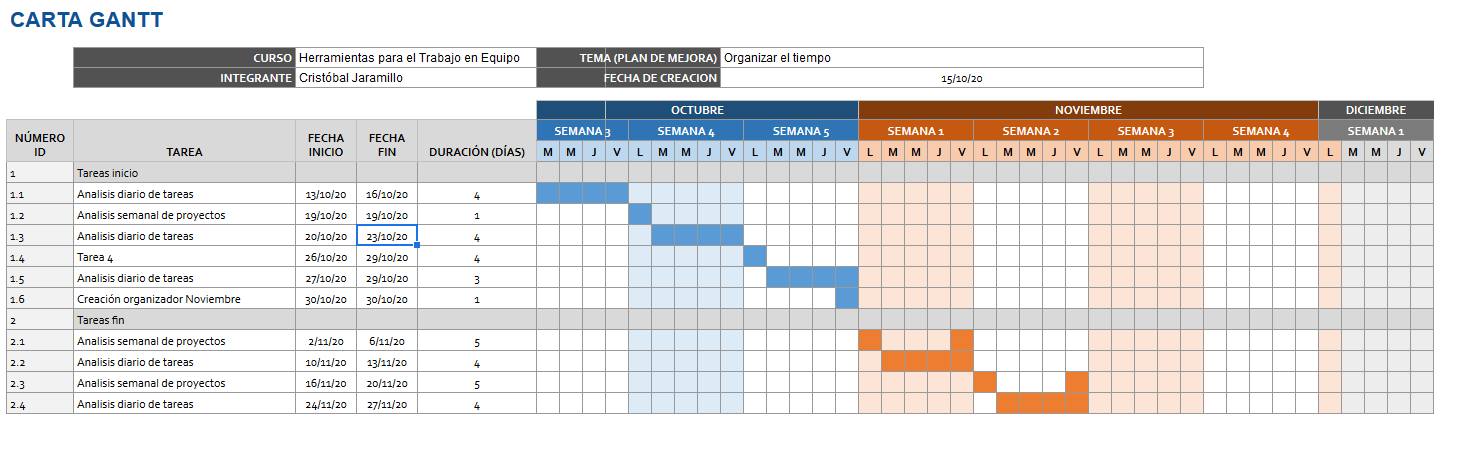 CARTA GANTT
CURSO Herramientas para el Trabajo en Equipo TEMA (PLAN DE MEJORA) Organizar el tiempo
INTEGRANTE Cristóbal Jaramillo FECHA DE CREACION 15/10/20
OCTUBRE NOVIEMBRE DICIEMBRE
NÚMERO ID TAREA FECHA INICIO FECHA FIN DURACIÓN (DÍAS) SEMANA 3 SEMANA 4 SEMANA 5 SEMANA 1 SEMANA 2 SEMANA 3 SEMANA 4 SEMANA 1
M M J V L M M J V L M M J V L M M J V L M M J V L M M J V L M M J V L M M J V
1 Tareas inicio
1.1 Analisis diario de tareas 13/10/20 16/10/20 4
1.2 Analisis semanal de proyectos 19/10/20 19/10/20 1
1.3 Analisis diario de tareas 20/10/20 23/10/20 4
1.4 Tarea 4 26/10/20 29/10/20 4
1.5 Analisis diario de tareas 27/10/20 29/10/20 3
1.6 Creación organizador Noviembre 30/10/20 30/10/20 1
2 Tareas fin
2.1 Analisis semanal de proyectos 2/11/20 6/11/20 5
2.2 Analisis diario de tareas 10/11/20 13/11/20 4
2.3 Analisis semanal de proyectos 16/11/20 20/11/20 5
2.4 Analisis diario de tareas 24/11/20 27/11/20 4